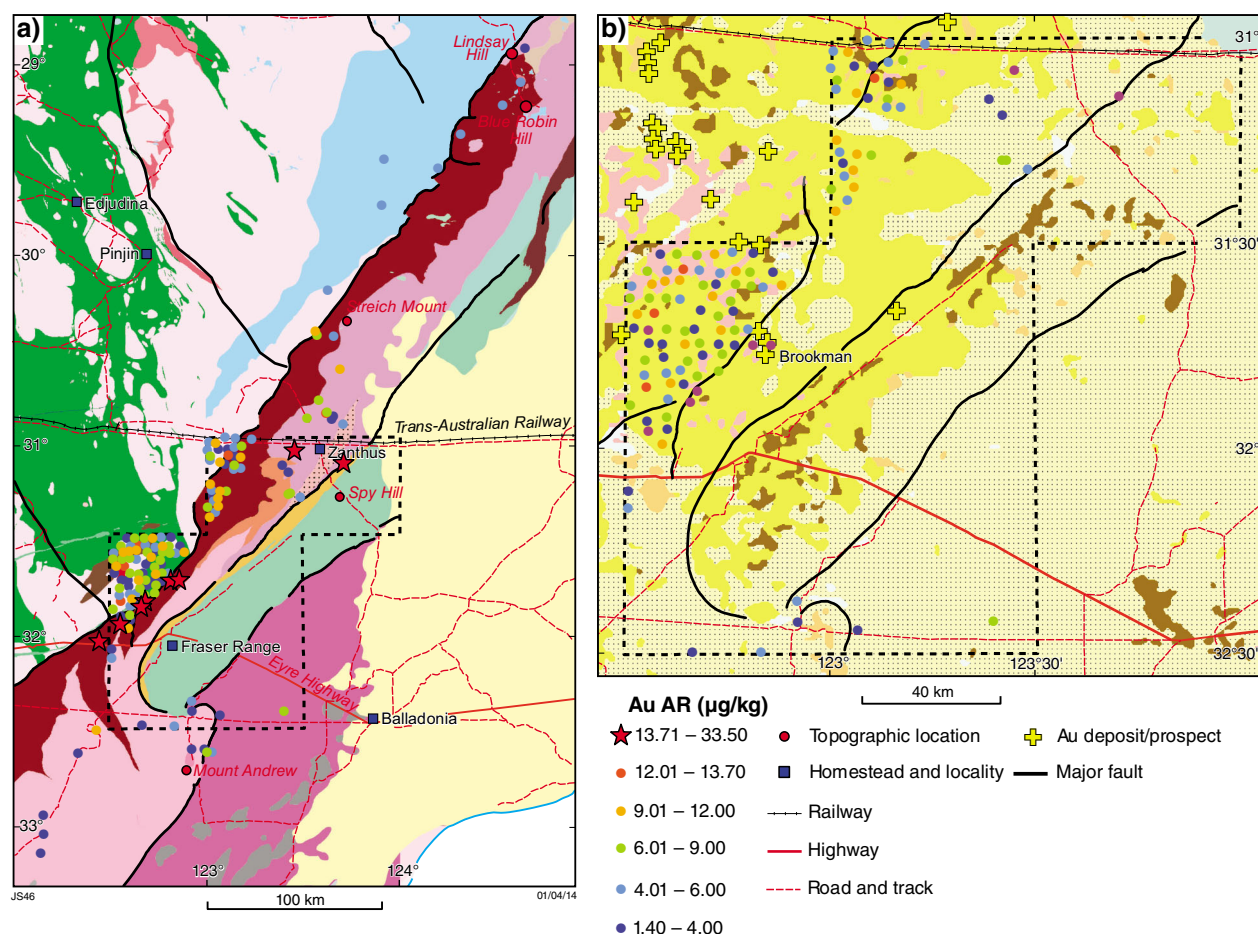 a)
Lindsay
Hill
29°
Blue Robin
Hill
Edjudina
Pinjin
30°
Streich Mount
Trans-Australian Railway
31°
Zanthus
Spy Hill
32°
Fraser Range
Eyre Highway
Balladonia
Mount Andrew
33°
123°
124°
JS46
01/04/14
100 km
b)
31°
31°30'
Brookman
32°
123°
123°30'
32°30'
40 km
Au AR (µg/kg)
13.71 – 33.50
Topographic location
Au deposit/prospect
12.01 – 13.70
Homestead and locality
Major fault
9.01 – 12.00
Railway
6.01 – 9.00
Highway
4.01 – 6.00
Road and track
1.40 – 4.00